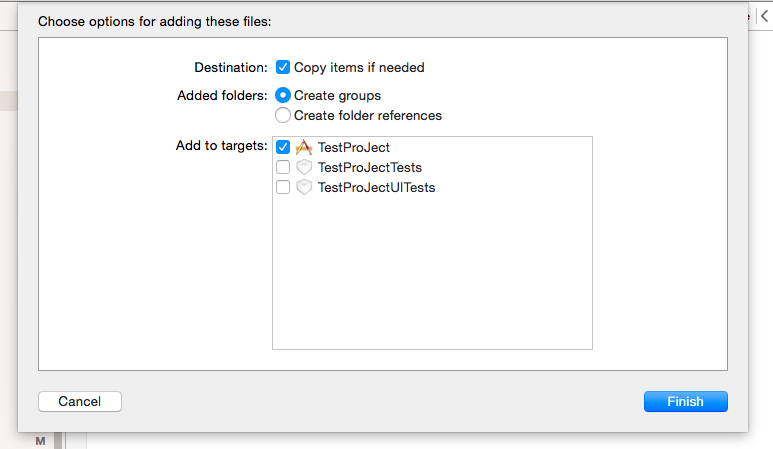 Choose options for adding these files:
Destination: Copy items if needed
Added folders: Create groups
Create folder references
Add to targets: TestProJect
TestProJectTests
TestProJectUITests
Cancel Finish
M